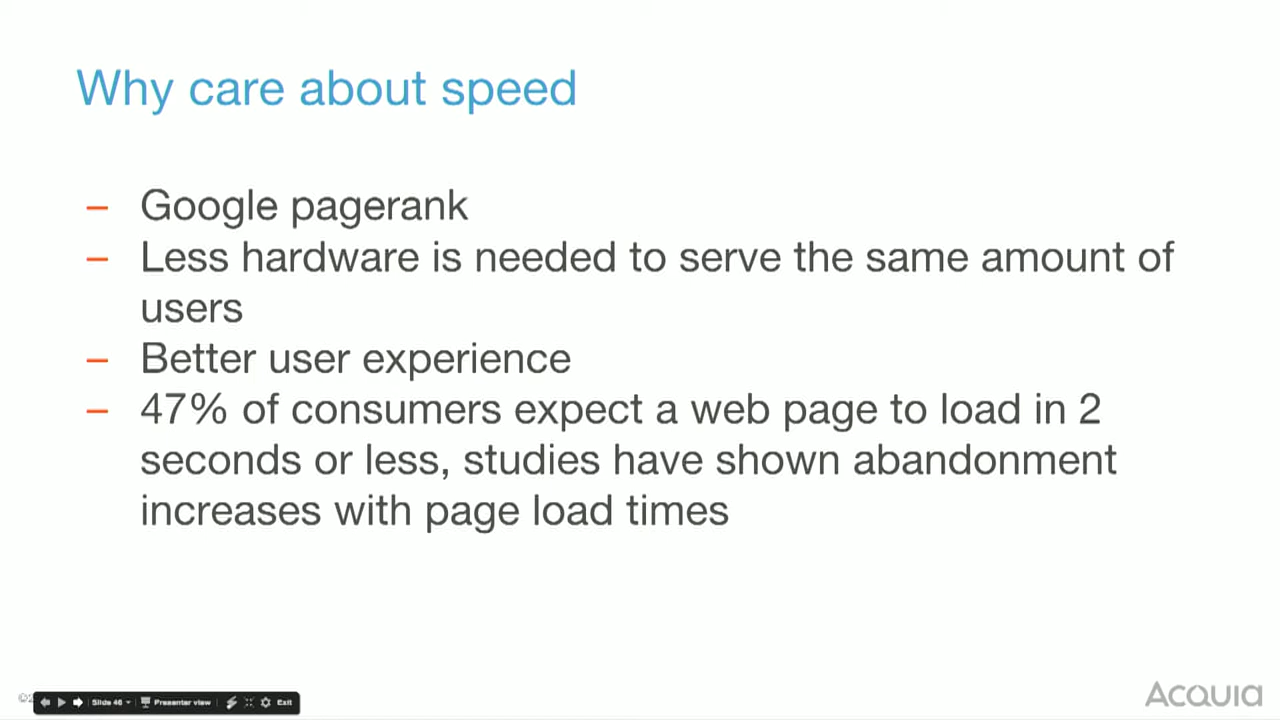 Why care about speed
– Google pagerank
– Less hardware is needed to serve the same amount of
users
– Better user experience
– 47% of consumers expect a web page to load in 2
seconds or less, studies have shown abandonment
increases with page load times
Slide 46 Presenter view Exit
Acquia